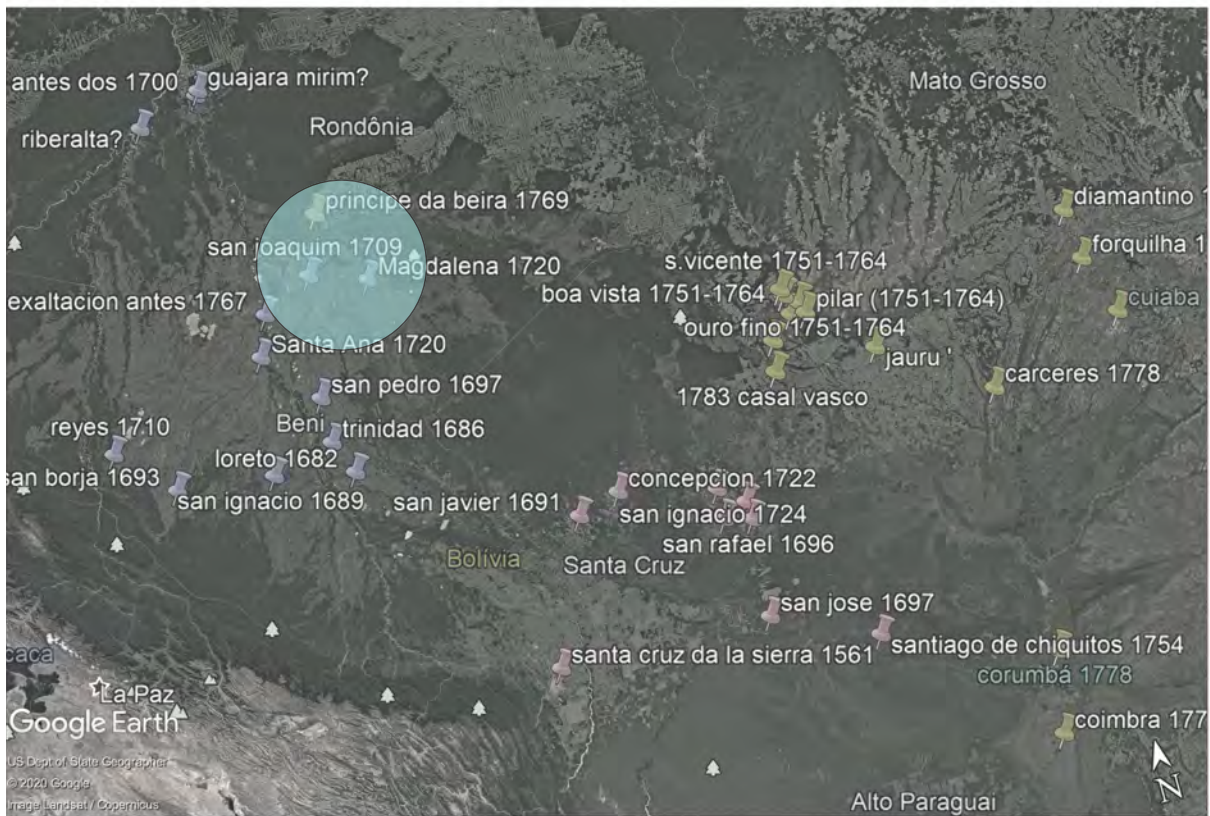 Mato Grosso
antes dos 1700
guajara mirim?
riberalta?
Rondônia
principe da beira 1769
diamantino 1
san joaquim 1709
Magdalena 1720
forquilha 1
s.vicente 1751-1764
exaltacion antes 1767
boa vista 1751-1764
pilar (1751-1764)
cuiaba
ouro fino 1751-1764
Santa Ana 1720
jauru '
san pedro 1697
1783 casal vasco
carceres 1778
reyes 1710
Beni
trinidad 1686
loreto 1682
san borja 1693
san ignacio 1689
san javier 1691
concepcion 1722
san ignacio 1724
san rafael 1696
Bolívia
Santa Cruz
san jose 1697
santiago de chiquitos 1754
santa cruz da la sierra 1561
corumbá 1778
caca
La Paz
Google Earth
coimbra 177
US Dept of State Geographer
© 2020 Google
Image Landsat / Copernicus
Alto Paraguai
N